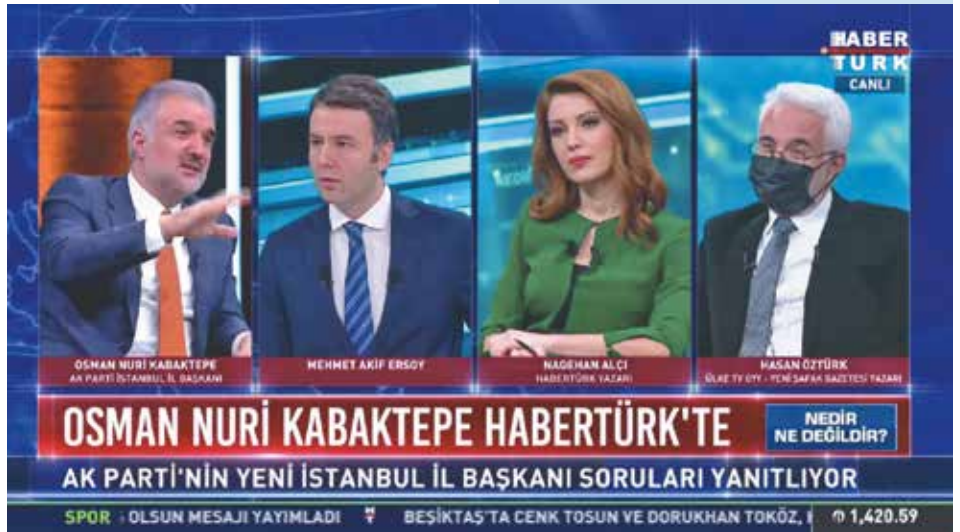 HABER
TÜRK
CANLI
OSMAN NURİ KABAKTEPE
AK PARTİ İSTANBUL İL BAŞKANI
MEHMET AKİF ERSOY
NAGEHAN ALÇI
HABERTÜRK YAZARI
HASAN ÖZTÜRK
ÜLKE TV GYY - YENİ ŞAFAK GAZETESİ YAZARI
OSMAN NURİ KABAKTEPE HABERTÜRK'TE
NEDİR
NE DEĞİLDİR?
AK PARTİ'NİN YENİ İSTANBUL İL BAŞKANI SORULARI YANITLIYOR
SPOR OLSUN MESAJI YAYIMLADI BEŞİKTAŞ'TA CENK TOSUN VE DORUKHAN TOKÖZ, 1,420.59